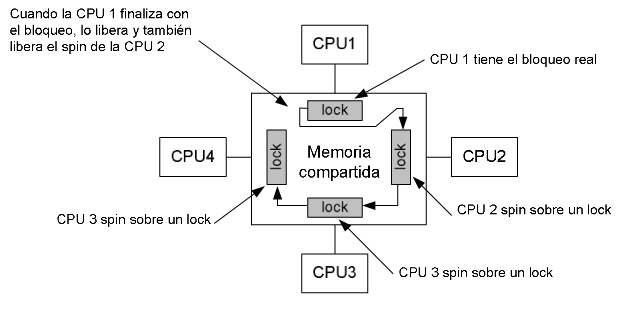 Cuando la CPU 1 finaliza con
el bloqueo, lo libera y también
libera el spin de la CPU 2
CPU1
CPU 1 tiene el bloqueo real
lock
CPU4
lock
Memoria
compartida
lock
CPU2
CPU 3 spin sobre un lock
lock
CPU 2 spin sobre un lock
CPU3
CPU 3 spin sobre un lock